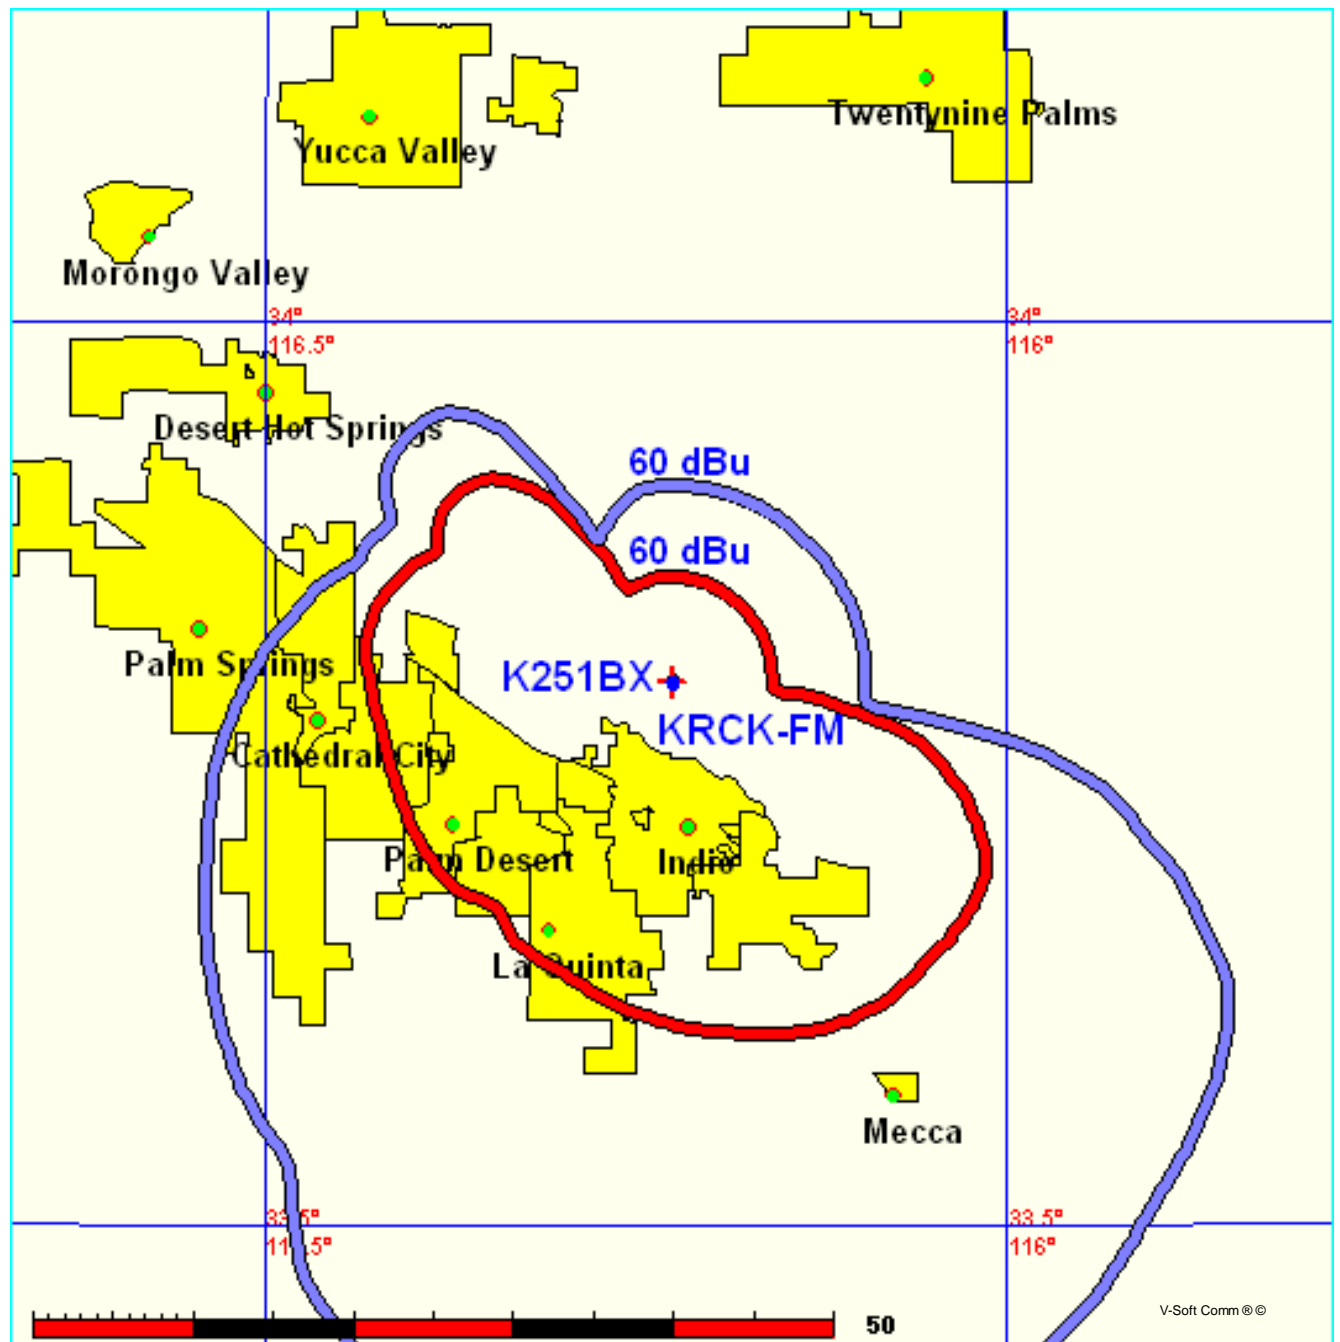 Twentynine Palms
Yucca Valley
Morongo Valley
34°
116.5°
34°
116°
Desert Hot Springs
60 dBu
60 dBu
Palm Springs
K251BX
KRCK-FM
Cathedral City
Palm Desert
Indio
La Quinta
Mecca
33.5°
116°
V-Soft Comm ® ©
50